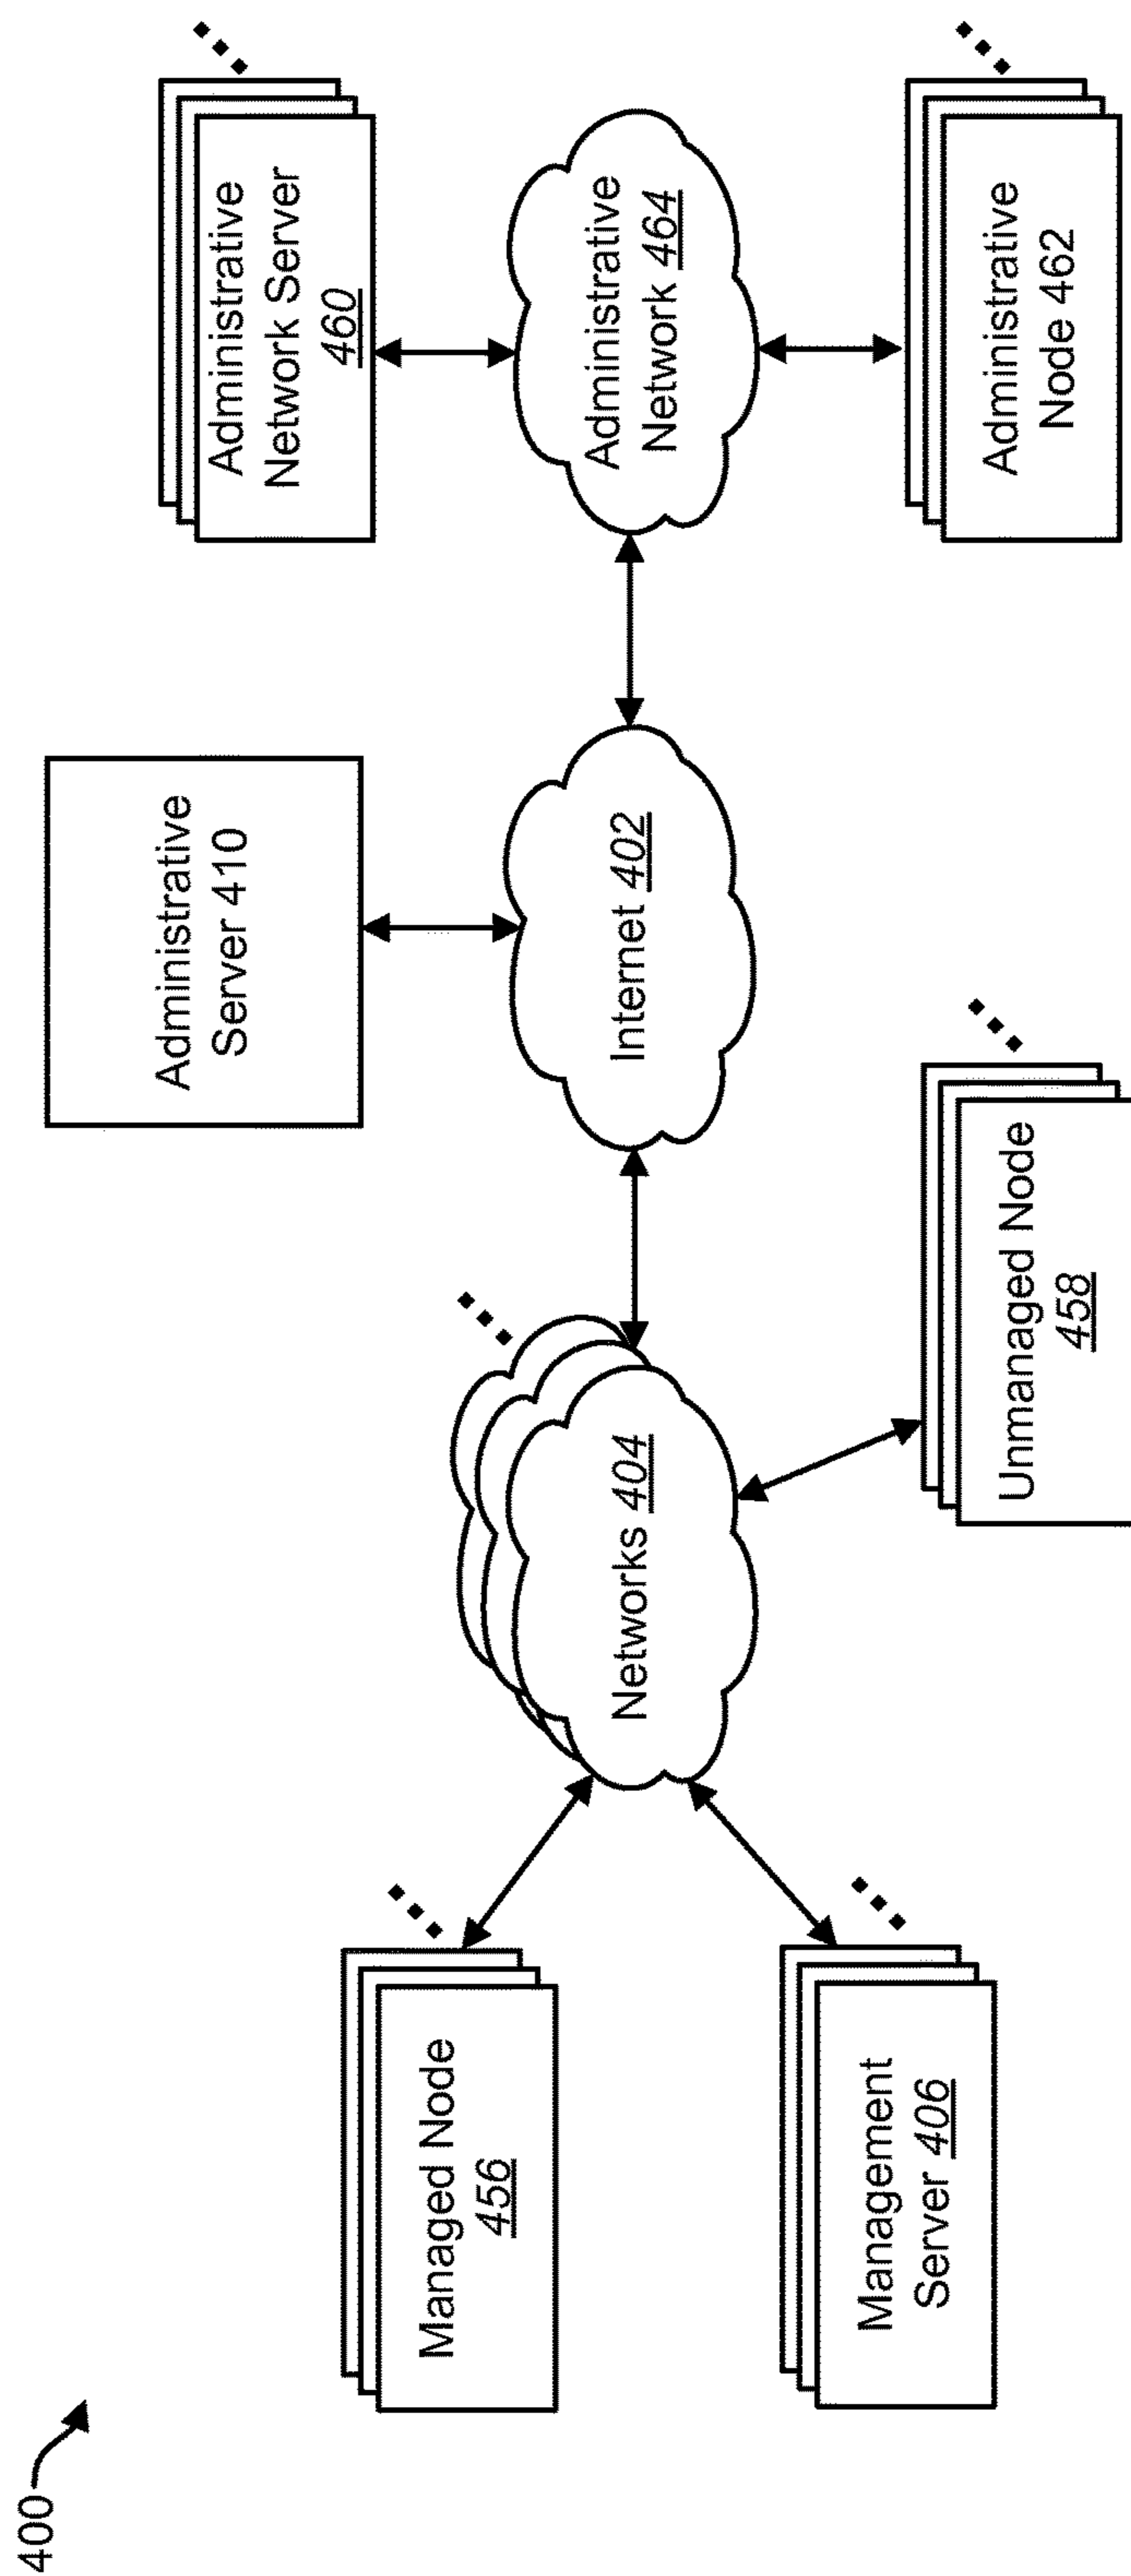 400
Administrative
Server 410
Administrative
Network Server
460
Managed Node
456
Networks 404
Internet 402
Administrative
Network 464
Management
Server 406
Unmanaged Node
458
Administrative
Node 462